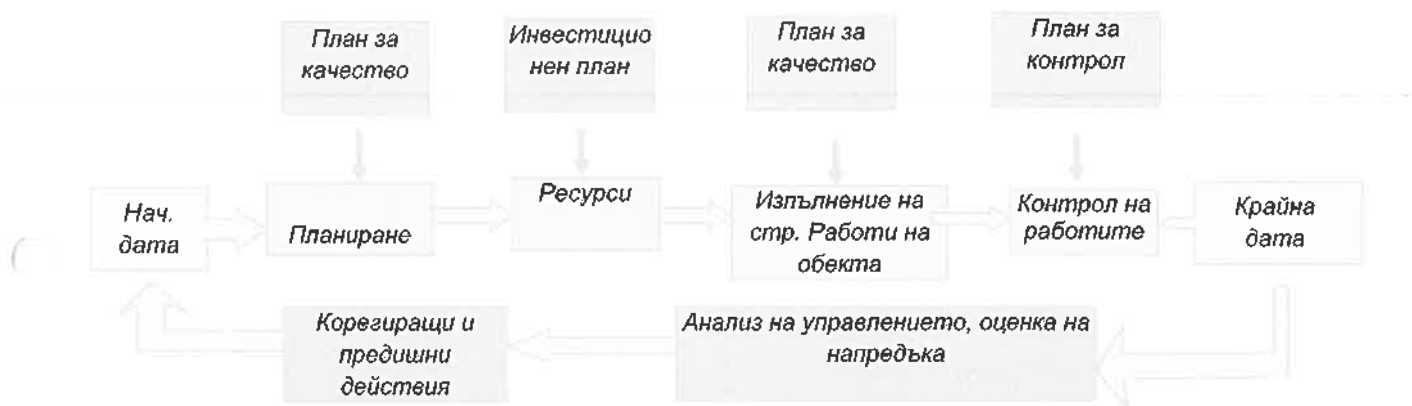 План за
качество
Инвестицио
нен план
План за
качество
План за
контрол
Нач.
дата
Планиране
Ресурси
Изпълнение на
стр. Работи на
обекта
Контрол на
работите
Крайна
дата
Корегиращи и
предишни
действия
Анализ на управлението, оценка на
напредъка